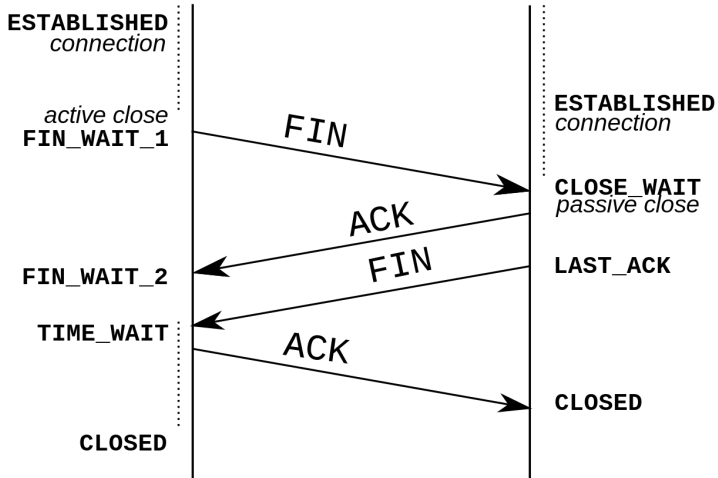 ESTABLISHED
connection
active close
FIN_WAIT_1
FIN
ESTABLISHED
connection
CLOSE_WAIT
passive close
ACK
FIN_WAIT_2
FIN
LAST_ACK
TIME_WAIT
ACK
CLOSED
CLOSED